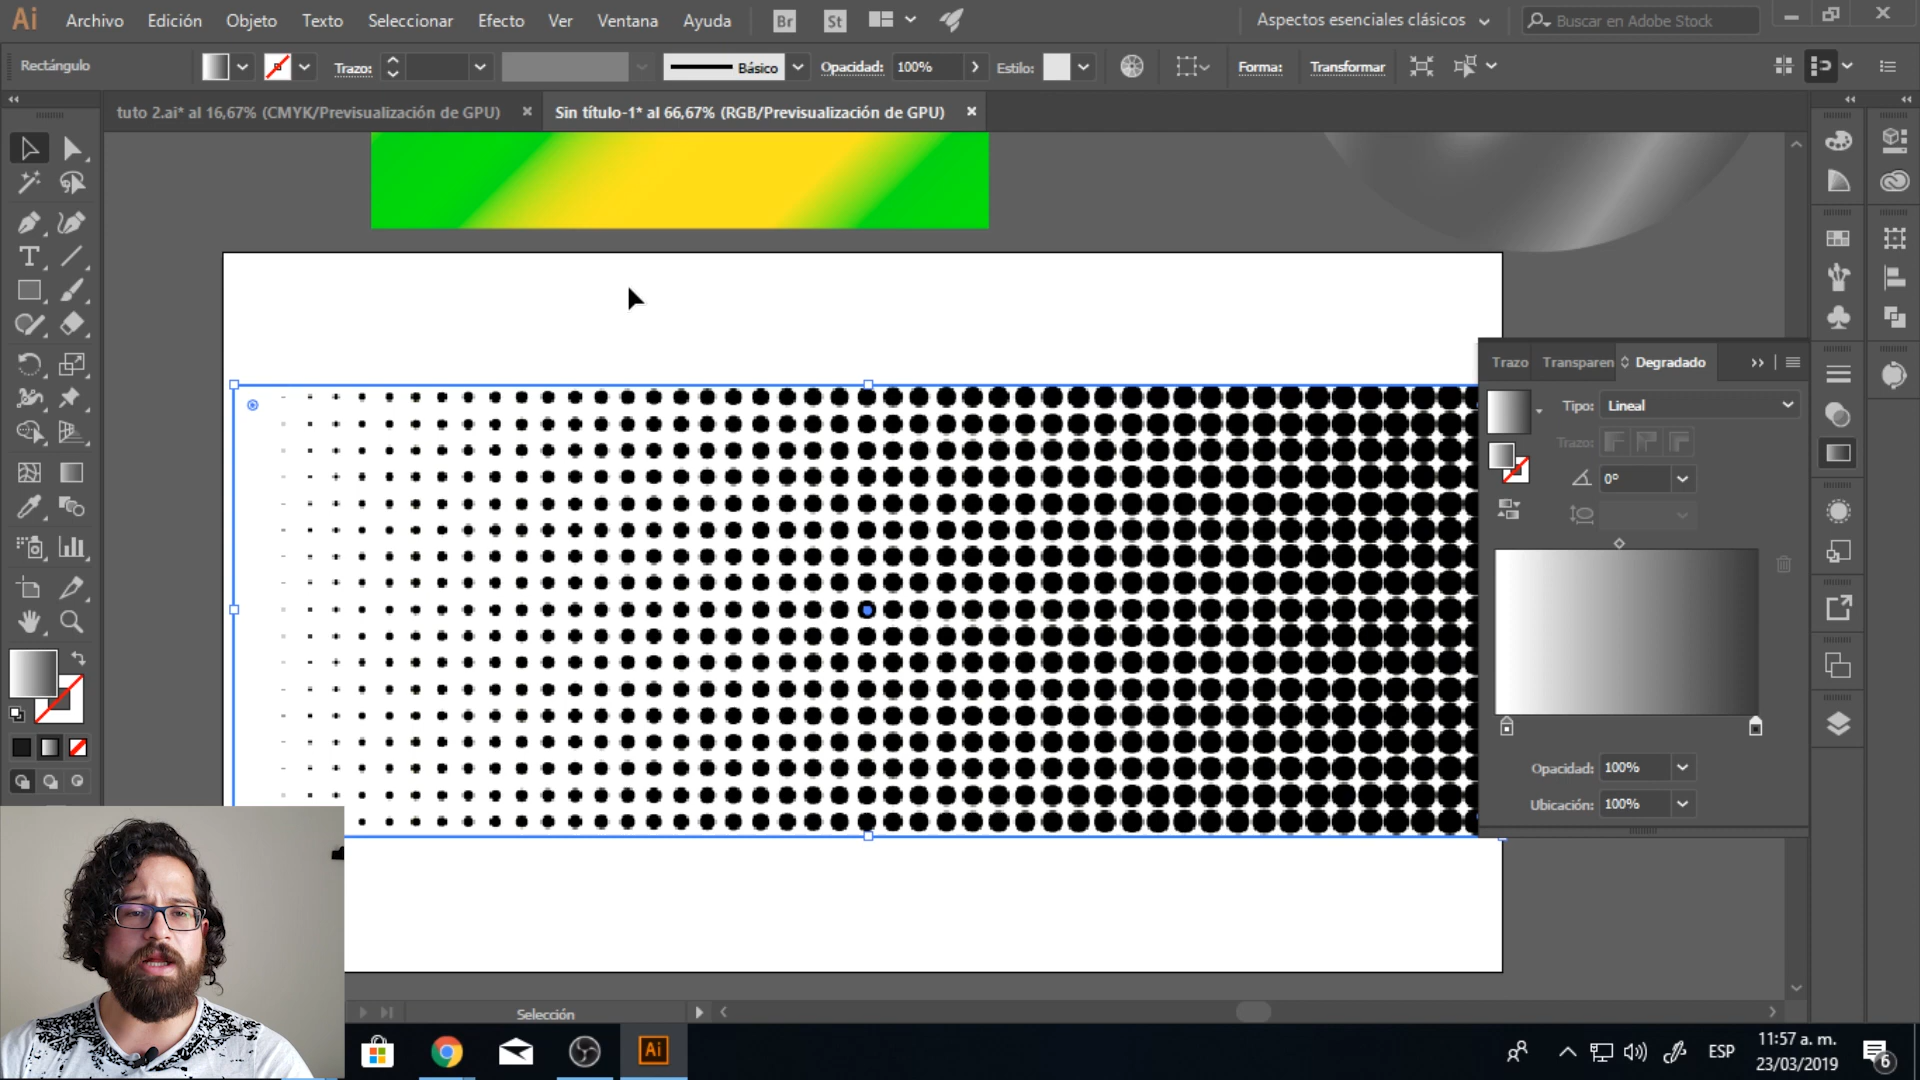 Ai Archivo Edición Objeto Texto Seleccionar Efecto Ver Ventana Ayuda Br St Aspectos esenciales clásicos Buscar en Adobe Stock
Rectángulo Trazo: Básico Opacidad: 100% Estilo: Forma: Transformar
tuto 2.ai* al 16,67% (CMYK/Previsualización de GPU) Sin título-1* al 66,67% (RGB/Previsualización de GPU)
Trazo Transparen Degradado
Tipo: Lineal
Trazo:
0°
Opacidad: 100%
Ubicación: 100%
Selección
Ai ESP 11:57 a. m.
23/03/2019 6